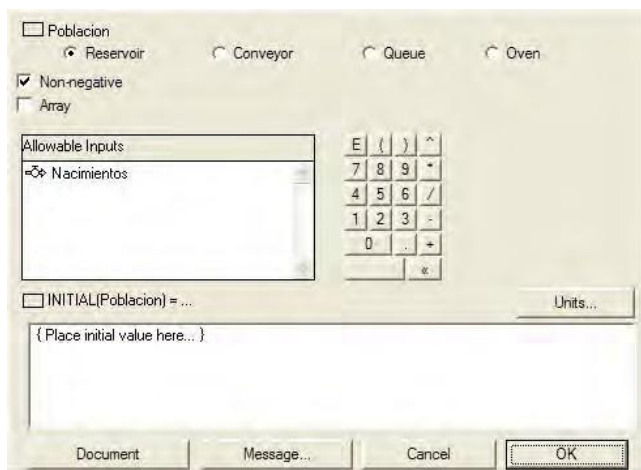 Poblacion
Reservoir Conveyor Queue Oven
Non-negative
Array
Allowable Inputs
Nacimientos
E ( ) ^
7 8 9 *
4 5 6 /
1 2 3 -
0 . +
«
INITIAL(Poblacion) = ...
Units...
{ Place initial value here... }
Document Message... Cancel OK